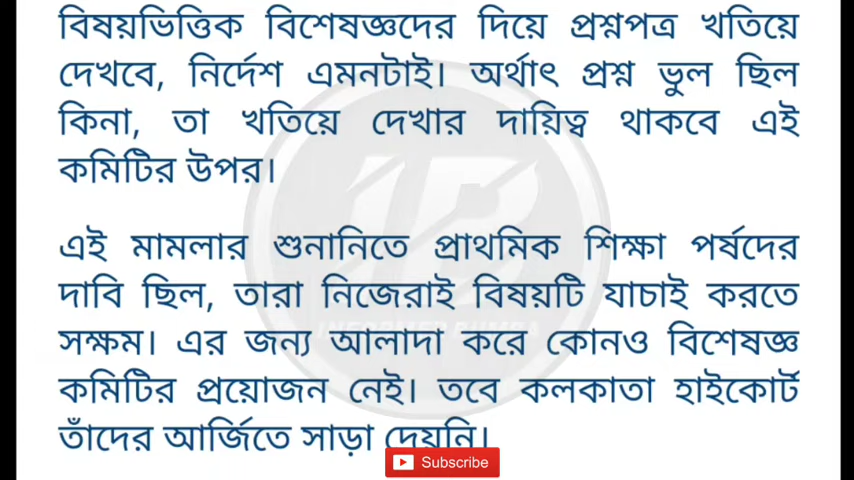 বিষয়ভিত্তিক বিশেষজ্ঞদের দিয়ে প্রশ্নপত্র খতিয়ে
দেখবে, নির্দেশ এমনটাই। অর্থাৎ প্রশ্ন ভুল ছিল
কিনা, তা খতিয়ে দেখার দায়িত্ব থাকবে এই
কমিটির উপর।
এই মামলার শুনানিতে প্রাথমিক শিক্ষা পর্ষদের
দাবি ছিল, তারা নিজেরাই বিষয়টি যাচাই করতে
সক্ষম। এর জন্য আলাদা করে কোনও বিশেষজ্ঞ
কমিটির প্রয়োজন নেই। তবে কলকাতা হাইকোর্ট
তাঁদের আর্জিতে সাড়া দেয়নি।
Subscribe